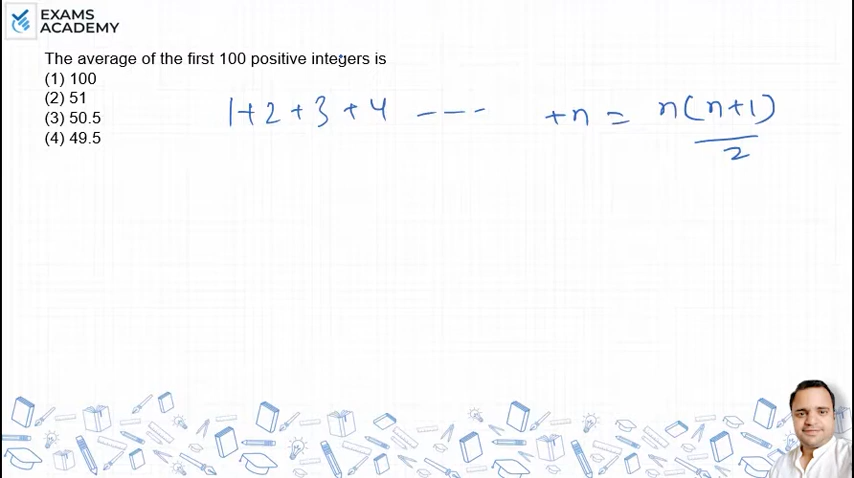 EXAMS
ACADEMY
The average of the first 100 positive integers is
(1) 100
(2) 51
(3) 50.5
(4) 49.5
1+2+3+4 ---- +n = n(n+1)
2